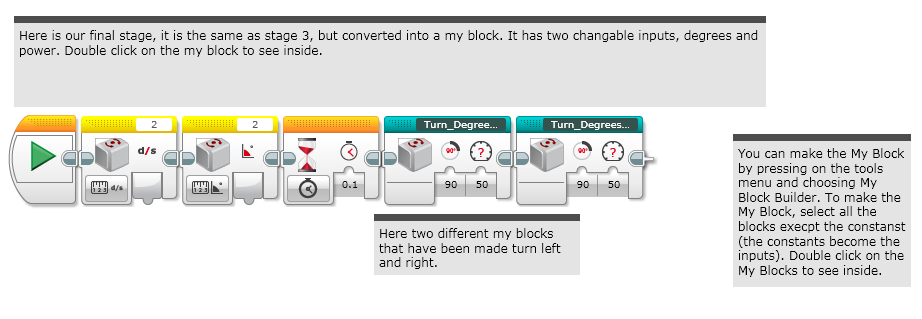 Here is our final stage, it is the same as stage 3, but converted into a my block. It has two changable inputs, degrees and
power. Double click on the my block to see inside.
2
2
Turn_Degree...
Turn_Degrees...
d/s
90°
?
90°
?
123 d/s
123
0.1
90
50
90
50
You can make the My Block
by pressing on the tools
menu and choosing My
Block Builder. To make the
My Block, select all the
blocks execpt the constanst
(the constants become the
inputs). Double click on the
My Blocks to see inside.
Here two different my blocks
that have been made turn left
and right.